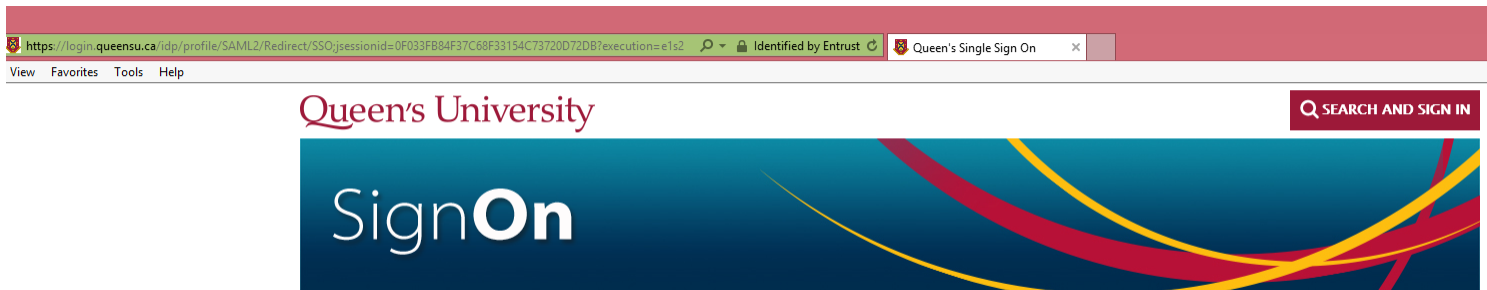 https://login.queensu.ca/idp/profile/SAML2/Redirect/SSO;jsessionid=0F033FB84F37C68F33154C73720D72DB?execution=e1s2 Identified by Entrust Queen's Single Sign On
View Favorites Tools Help
Queen's University SEARCH AND SIGN IN
SignOn